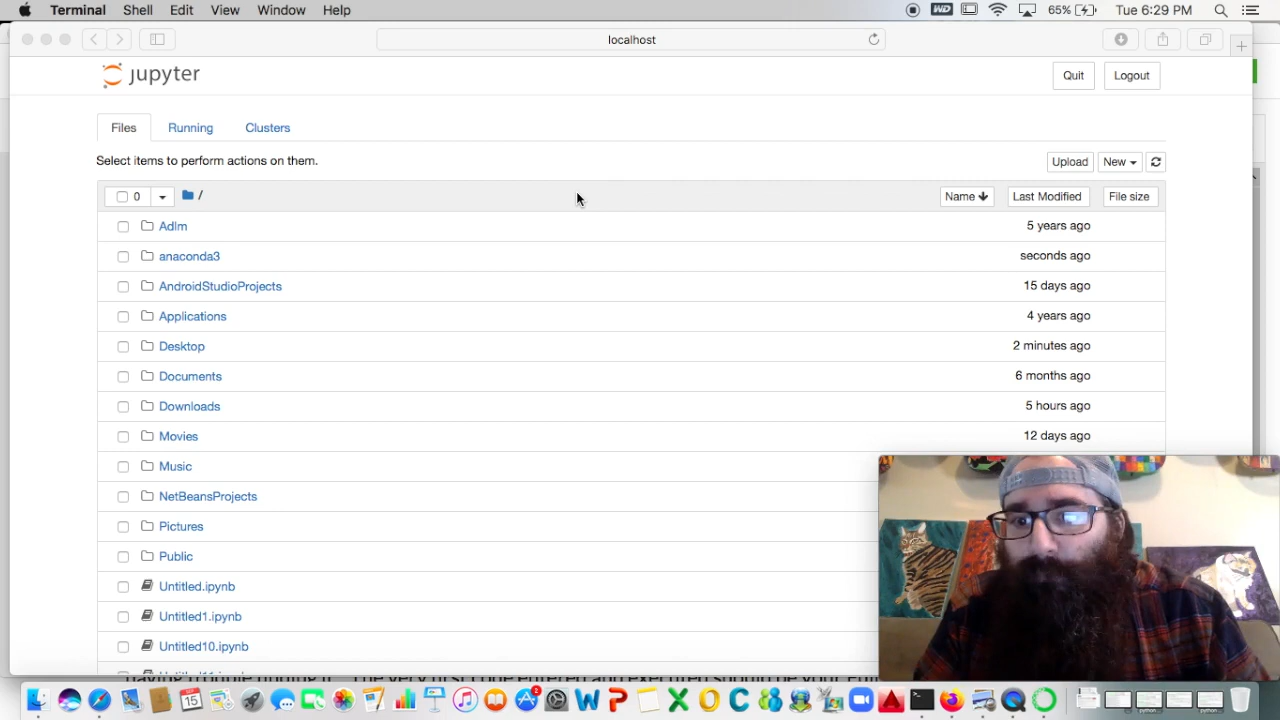 Terminal Shell Edit View Window Help WD 65% Tue 6:29 PM
localhost
jupyter Quit Logout
Files Running Clusters
Select items to perform actions on them. Upload New
0 / Name Last Modified File size
Adlm 5 years ago
anaconda3 seconds ago
AndroidStudioProjects 15 days ago
Applications 4 years ago
Desktop 2 minutes ago
Documents 6 months ago
Downloads 5 hours ago
Movies 12 days ago
Music
NetBeansProjects
Pictures
Public
Untitled.ipynb
Untitled1.ipynb
Untitled10.ipynb